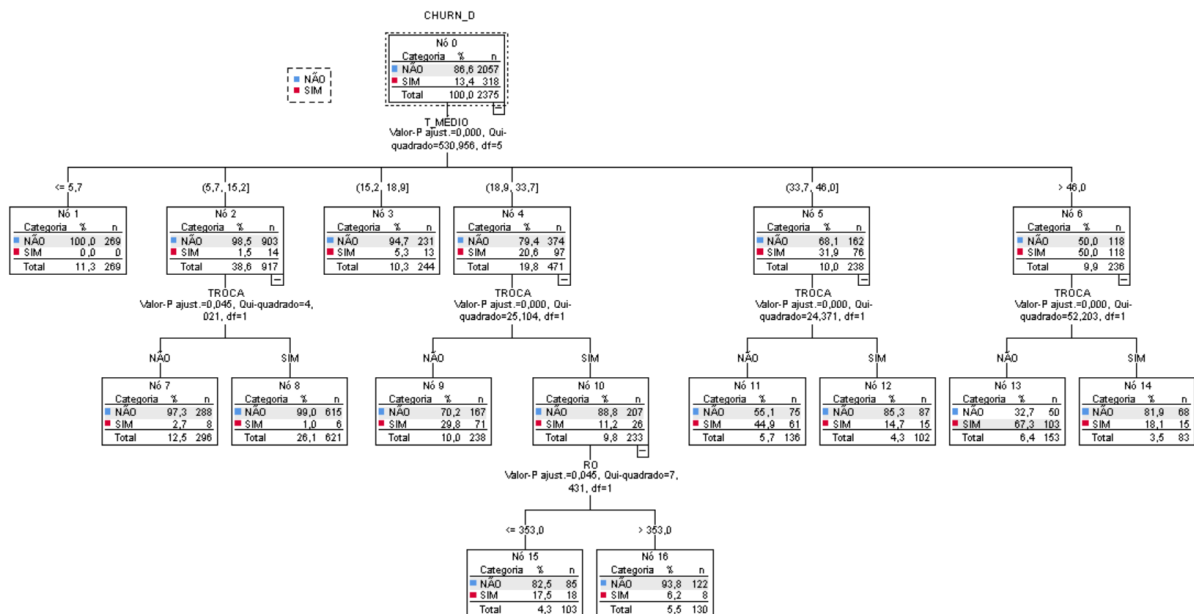 CHURN_D
NÃO
SIM
Nó 0
Categoria % n
NÃO 86,6 2057
SIM 13,4 318
Total 100,0 2375
T_MEDIO
Valor-P ajust.=0,000, Qui-
quadrado=530,956, df=5
<= 5,7
(5,7, 15,2]
(15,2, 18,9]
(18,9, 33,7]
(33,7, 46,0]
> 46,0
Nó 1
Categoria % n
NÃO 100,0 269
SIM 0,0 0
Total 11,3 269
Nó 2
Categoria % n
NÃO 98,5 903
SIM 1,5 14
Total 38,6 917
Nó 3
Categoria % n
NÃO 94,7 231
SIM 5,3 13
Total 10,3 244
Nó 4
Categoria % n
NÃO 79,4 374
SIM 20,6 97
Total 19,8 471
Nó 5
Categoria % n
NÃO 68,1 162
SIM 31,9 76
Total 10,0 238
Nó 6
Categoria % n
NÃO 50,0 118
SIM 50,0 118
Total 9,9 236
TROCA
Valor-P ajust.=0,045, Qui-quadrado=4,
021, df=1
TROCA
Valor-P ajust.=0,000, Qui-
quadrado=25,104, df=1
TROCA
Valor-P ajust.=0,000, Qui-
quadrado=24,371, df=1
TROCA
Valor-P ajust.=0,000, Qui-
quadrado=52,203, df=1
NÃO
SIM
NÃO
SIM
NÃO
SIM
NÃO
SIM
Nó 7
Categoria % n
NÃO 97,3 288
SIM 2,7 8
Total 12,5 296
Nó 8
Categoria % n
NÃO 99,0 615
SIM 1,0 6
Total 26,1 621
Nó 9
Categoria % n
NÃO 70,2 167
SIM 29,8 71
Total 10,0 238
Nó 10
Categoria % n
NÃO 88,8 207
SIM 11,2 26
Total 9,8 233
Nó 11
Categoria % n
NÃO 55,1 75
SIM 44,9 61
Total 5,7 136
Nó 12
Categoria % n
NÃO 85,3 87
SIM 14,7 15
Total 4,3 102
Nó 13
Categoria % n
NÃO 32,7 50
SIM 67,3 103
Total 6,4 153
Nó 14
Categoria % n
NÃO 81,9 68
SIM 18,1 15
Total 3,5 83
RO
Valor-P ajust.=0,045, Qui-quadrado=7,
431, df=1
<= 353,0
> 353,0
Nó 15
Categoria % n
NÃO 82,5 85
SIM 17,5 18
Total 4,3 103
Nó 16
Categoria % n
NÃO 93,8 122
SIM 6,2 8
Total 5,5 130